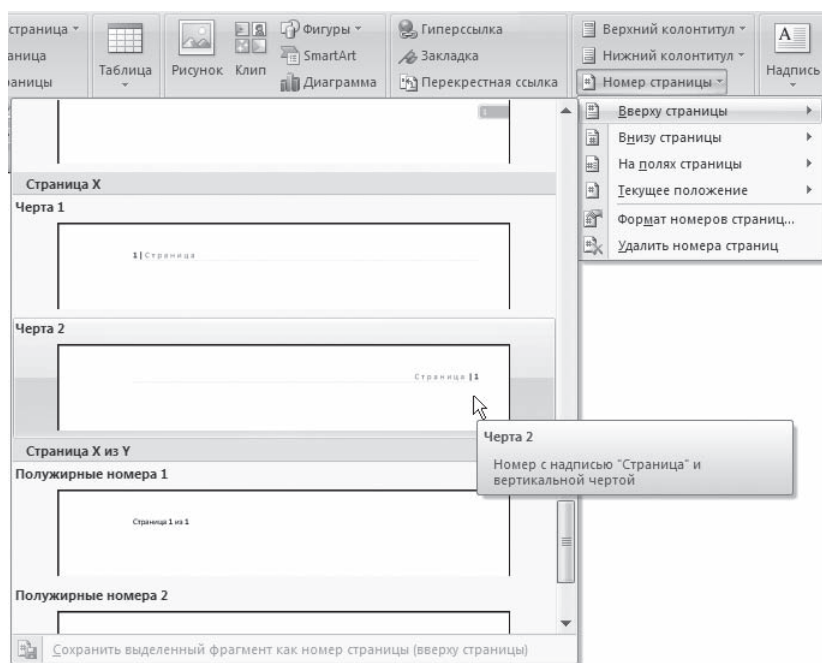 страница
аница
раницы
Таблица
Рисунок
Клип
Фигуры
SmartArt
Диаграмма
Гиперссылка
Закладка
Перекрестная ссылка
Верхний колонтитул
Нижний колонтитул
Номер страницы
A
Надпись
Вверху страницы
Внизу страницы
На полях страницы
Текущее положение
Формат номеров страниц...
Удалить номера страниц
1
Страница X
Черта 1
1|Страница
Черта 2
Страница |1
Черта 2
Номер с надписью "Страница" и
вертикальной чертой
Страница X из Y
Полужирные номера 1
Страница 1 из 1
Полужирные номера 2
Сохранить выделенный фрагмент как номер страницы (вверху страницы)